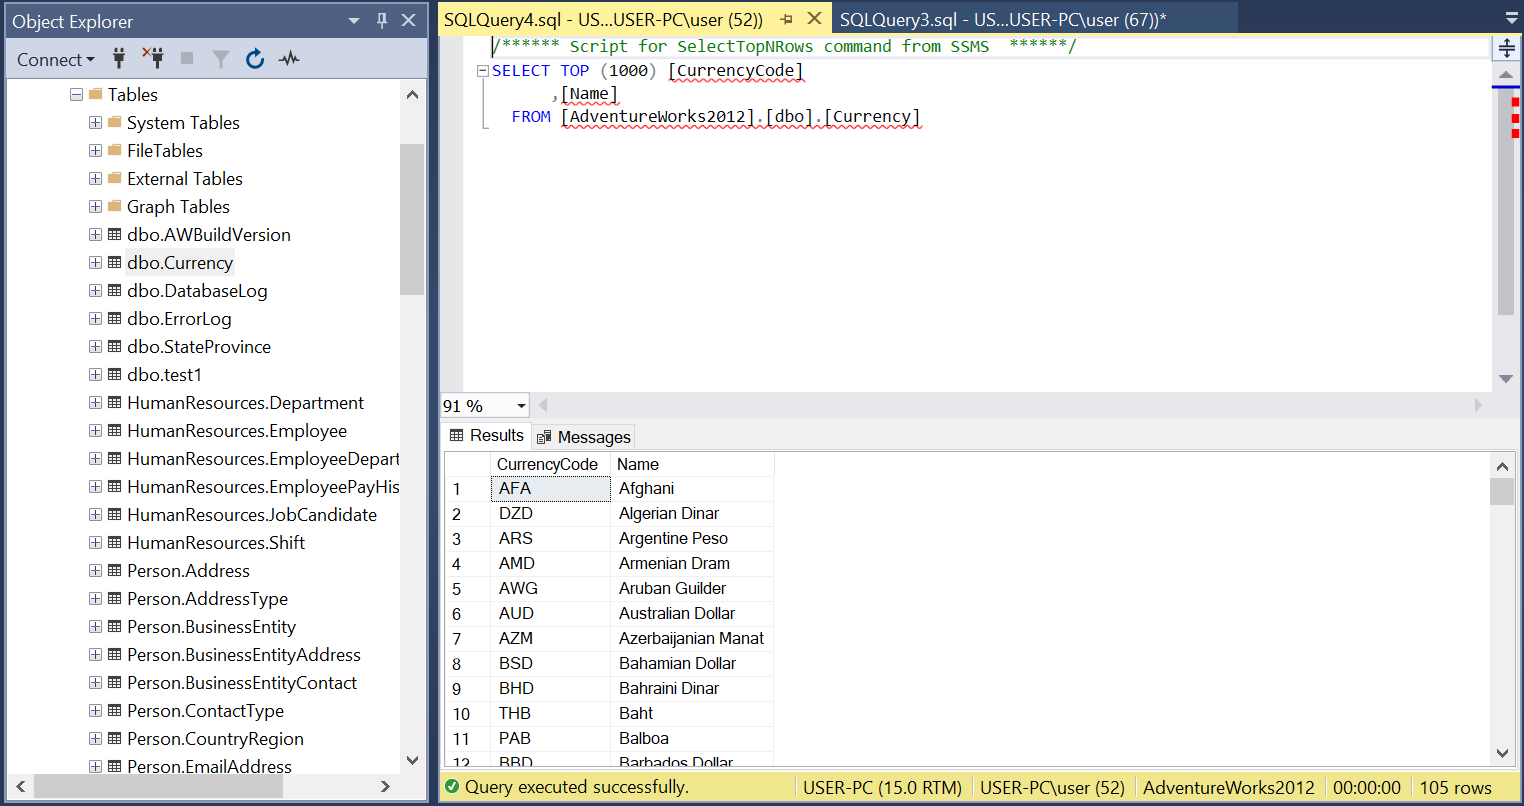 Object Explorer
Connect
Tables
System Tables
FileTables
External Tables
Graph Tables
dbo.AWBuildVersion
dbo.Currency
dbo.DatabaseLog
dbo.ErrorLog
dbo.StateProvince
dbo.test1
HumanResources.Department
HumanResources.Employee
HumanResources.EmployeeDepart
HumanResources.EmployeePayHis
HumanResources.JobCandidate
HumanResources.Shift
Person.Address
Person.AddressType
Person.BusinessEntity
Person.BusinessEntityAddress
Person.BusinessEntityContact
Person.ContactType
Person.CountryRegion
Person.EmailAddress
SQLQuery4.sql - US...USER-PC\user (52)) SQLQuery3.sql - US...USER-PC\user (67))*
/****** Script for SelectTopNRows command from SSMS ******/
SELECT TOP (1000) [CurrencyCode]
,[Name]
FROM [AdventureWorks2012].[dbo].[Currency]
91 %
Results Messages
CurrencyCode Name
1 AFA Afghani
2 DZD Algerian Dinar
3 ARS Argentine Peso
4 AMD Armenian Dram
5 AWG Aruban Guilder
6 AUD Australian Dollar
7 AZM Azerbaijanian Manat
8 BSD Bahamian Dollar
9 BHD Bahraini Dinar
10 THB Baht
11 PAB Balboa
12 BBD Barbados Dollar
Query executed successfully. USER-PC (15.0 RTM) USER-PC\user (52) AdventureWorks2012 00:00:00 105 rows